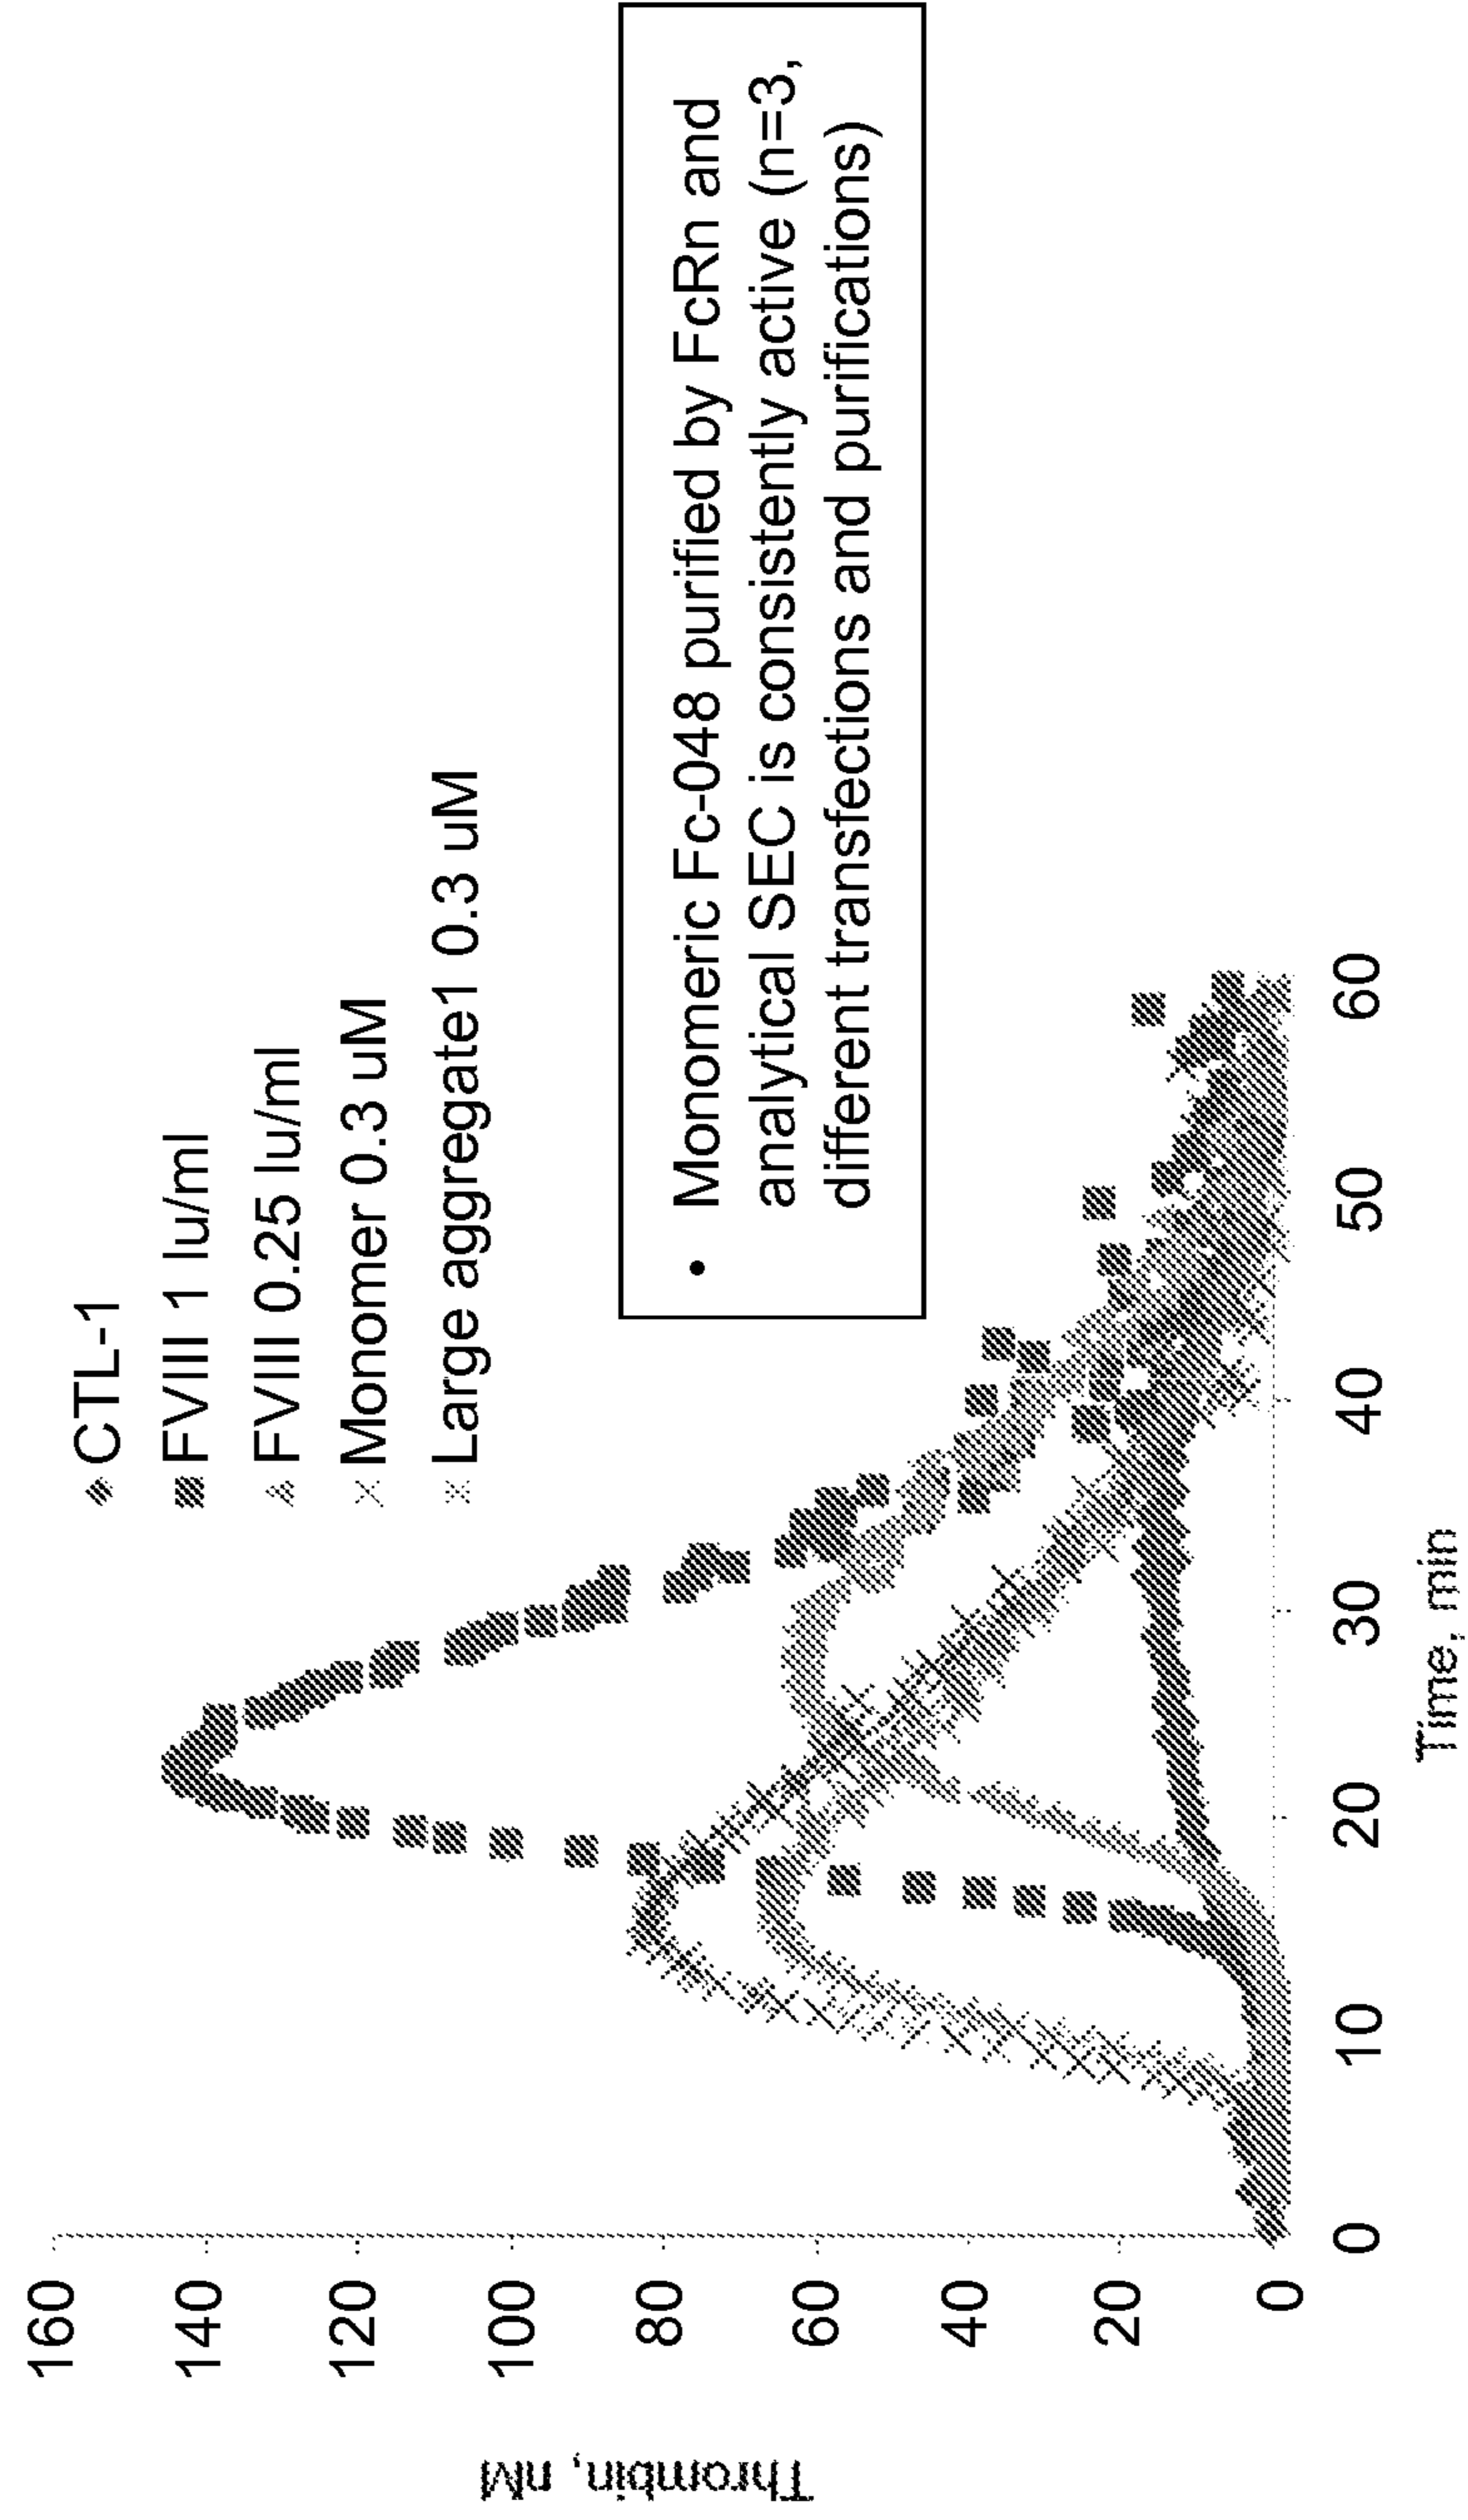 CTL-1
FVIII 1 Iu/ml
FVIII 0.25 Iu/ml
Monomer 0.3 uM
Large aggregate1 0.3 uM
• Monomeric Fc-048 purified by FcRn and
analytical SEC is consistently active (n=3,
different transfections and purifications)
Thrombin, nM
160
140
120
100
80
60
40
20
0
0 10 20 30 40 50 60
Time, min